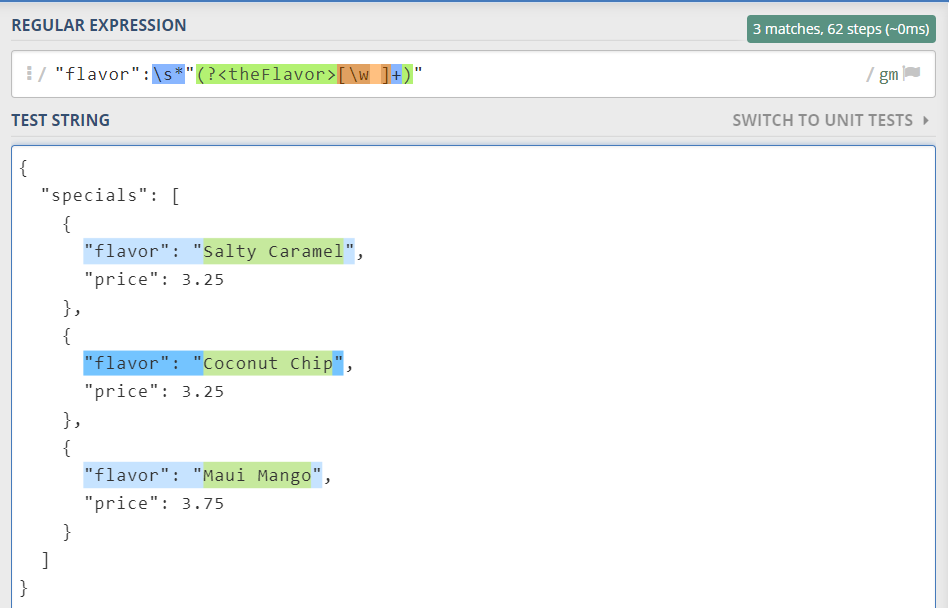 REGULAR EXPRESSION
3 matches, 62 steps (~0ms)
/ "flavor":\s*"(?<theFlavor>[\w ]+)" / gm
TEST STRING
SWITCH TO UNIT TESTS
{
  "specials": [
    {
      "flavor": "Salty Caramel",
      "price": 3.25
    },
    {
      "flavor": "Coconut Chip",
      "price": 3.25
    },
    {
      "flavor": "Maui Mango",
      "price": 3.75
    }
  ]
}